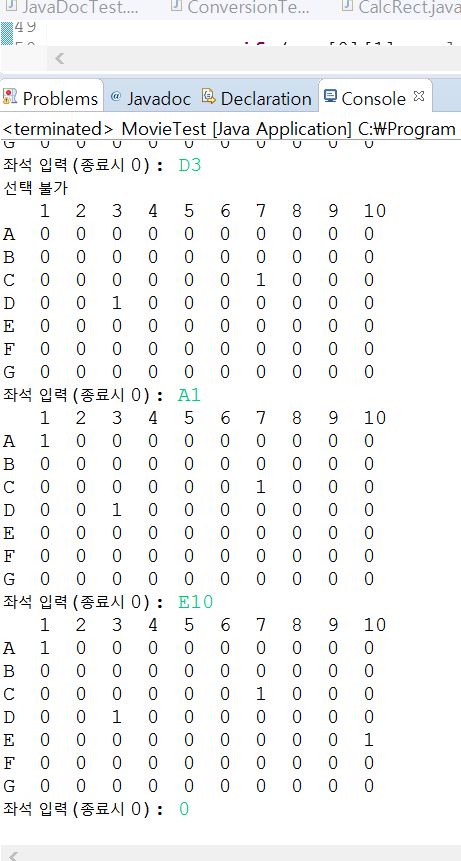 JavaDocTest.... ConversionTe... CalcRect.java
49
Problems @ Javadoc Declaration Console
<terminated> MovieTest [Java Application] C:₩Program
G 0 0 0 0 0 0 0 0 0 0
좌석 입력(종료시 0) : D3
선택 불가
1 2 3 4 5 6 7 8 9 10
A 0 0 0 0 0 0 0 0 0 0
B 0 0 0 0 0 0 0 0 0 0
C 0 0 0 0 0 0 1 0 0 0
D 0 0 1 0 0 0 0 0 0 0
E 0 0 0 0 0 0 0 0 0 0
F 0 0 0 0 0 0 0 0 0 0
G 0 0 0 0 0 0 0 0 0 0
좌석 입력(종료시 0) : A1
1 2 3 4 5 6 7 8 9 10
A 1 0 0 0 0 0 0 0 0 0
B 0 0 0 0 0 0 0 0 0 0
C 0 0 0 0 0 0 1 0 0 0
D 0 0 1 0 0 0 0 0 0 0
E 0 0 0 0 0 0 0 0 0 0
F 0 0 0 0 0 0 0 0 0 0
G 0 0 0 0 0 0 0 0 0 0
좌석 입력(종료시 0) : E10
1 2 3 4 5 6 7 8 9 10
A 1 0 0 0 0 0 0 0 0 0
B 0 0 0 0 0 0 0 0 0 0
C 0 0 0 0 0 0 1 0 0 0
D 0 0 1 0 0 0 0 0 0 0
E 0 0 0 0 0 0 0 0 0 1
F 0 0 0 0 0 0 0 0 0 0
G 0 0 0 0 0 0 0 0 0 0
좌석 입력(종료시 0) : 0